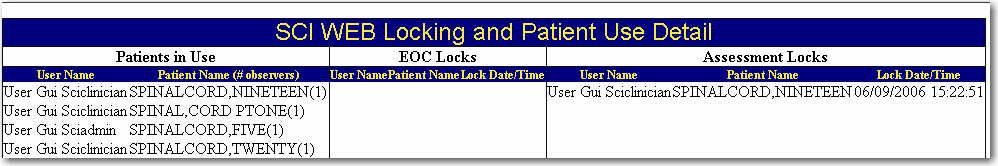 SCI WEB Locking and Patient Use Detail
Patients in Use EOC Locks Assessment Locks
User Name Patient Name (# observers) User Name Patient Name Lock Date/Time User Name Patient Name Lock Date/Time
User Gui Sciclinician SPINALCORD,NINETEEN(1) User Gui Sciclinician SPINALCORD,NINETEEN 06/09/2006 15:22:51
User Gui Sciclinician SPINAL,CORD PTONE(1)
User Gui Sciadmin SPINALCORD,FIVE(1)
User Gui Sciclinician SPINALCORD,TWENTY(1)